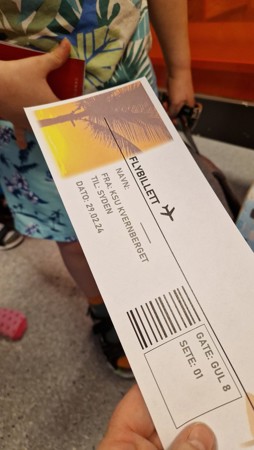 FLYBILLETT
NAVN:
FRA: KSU KVERNBERGET
TIL: SYDEN
DATO: 29.02.24
GATE: GUL 8
SETE: 01